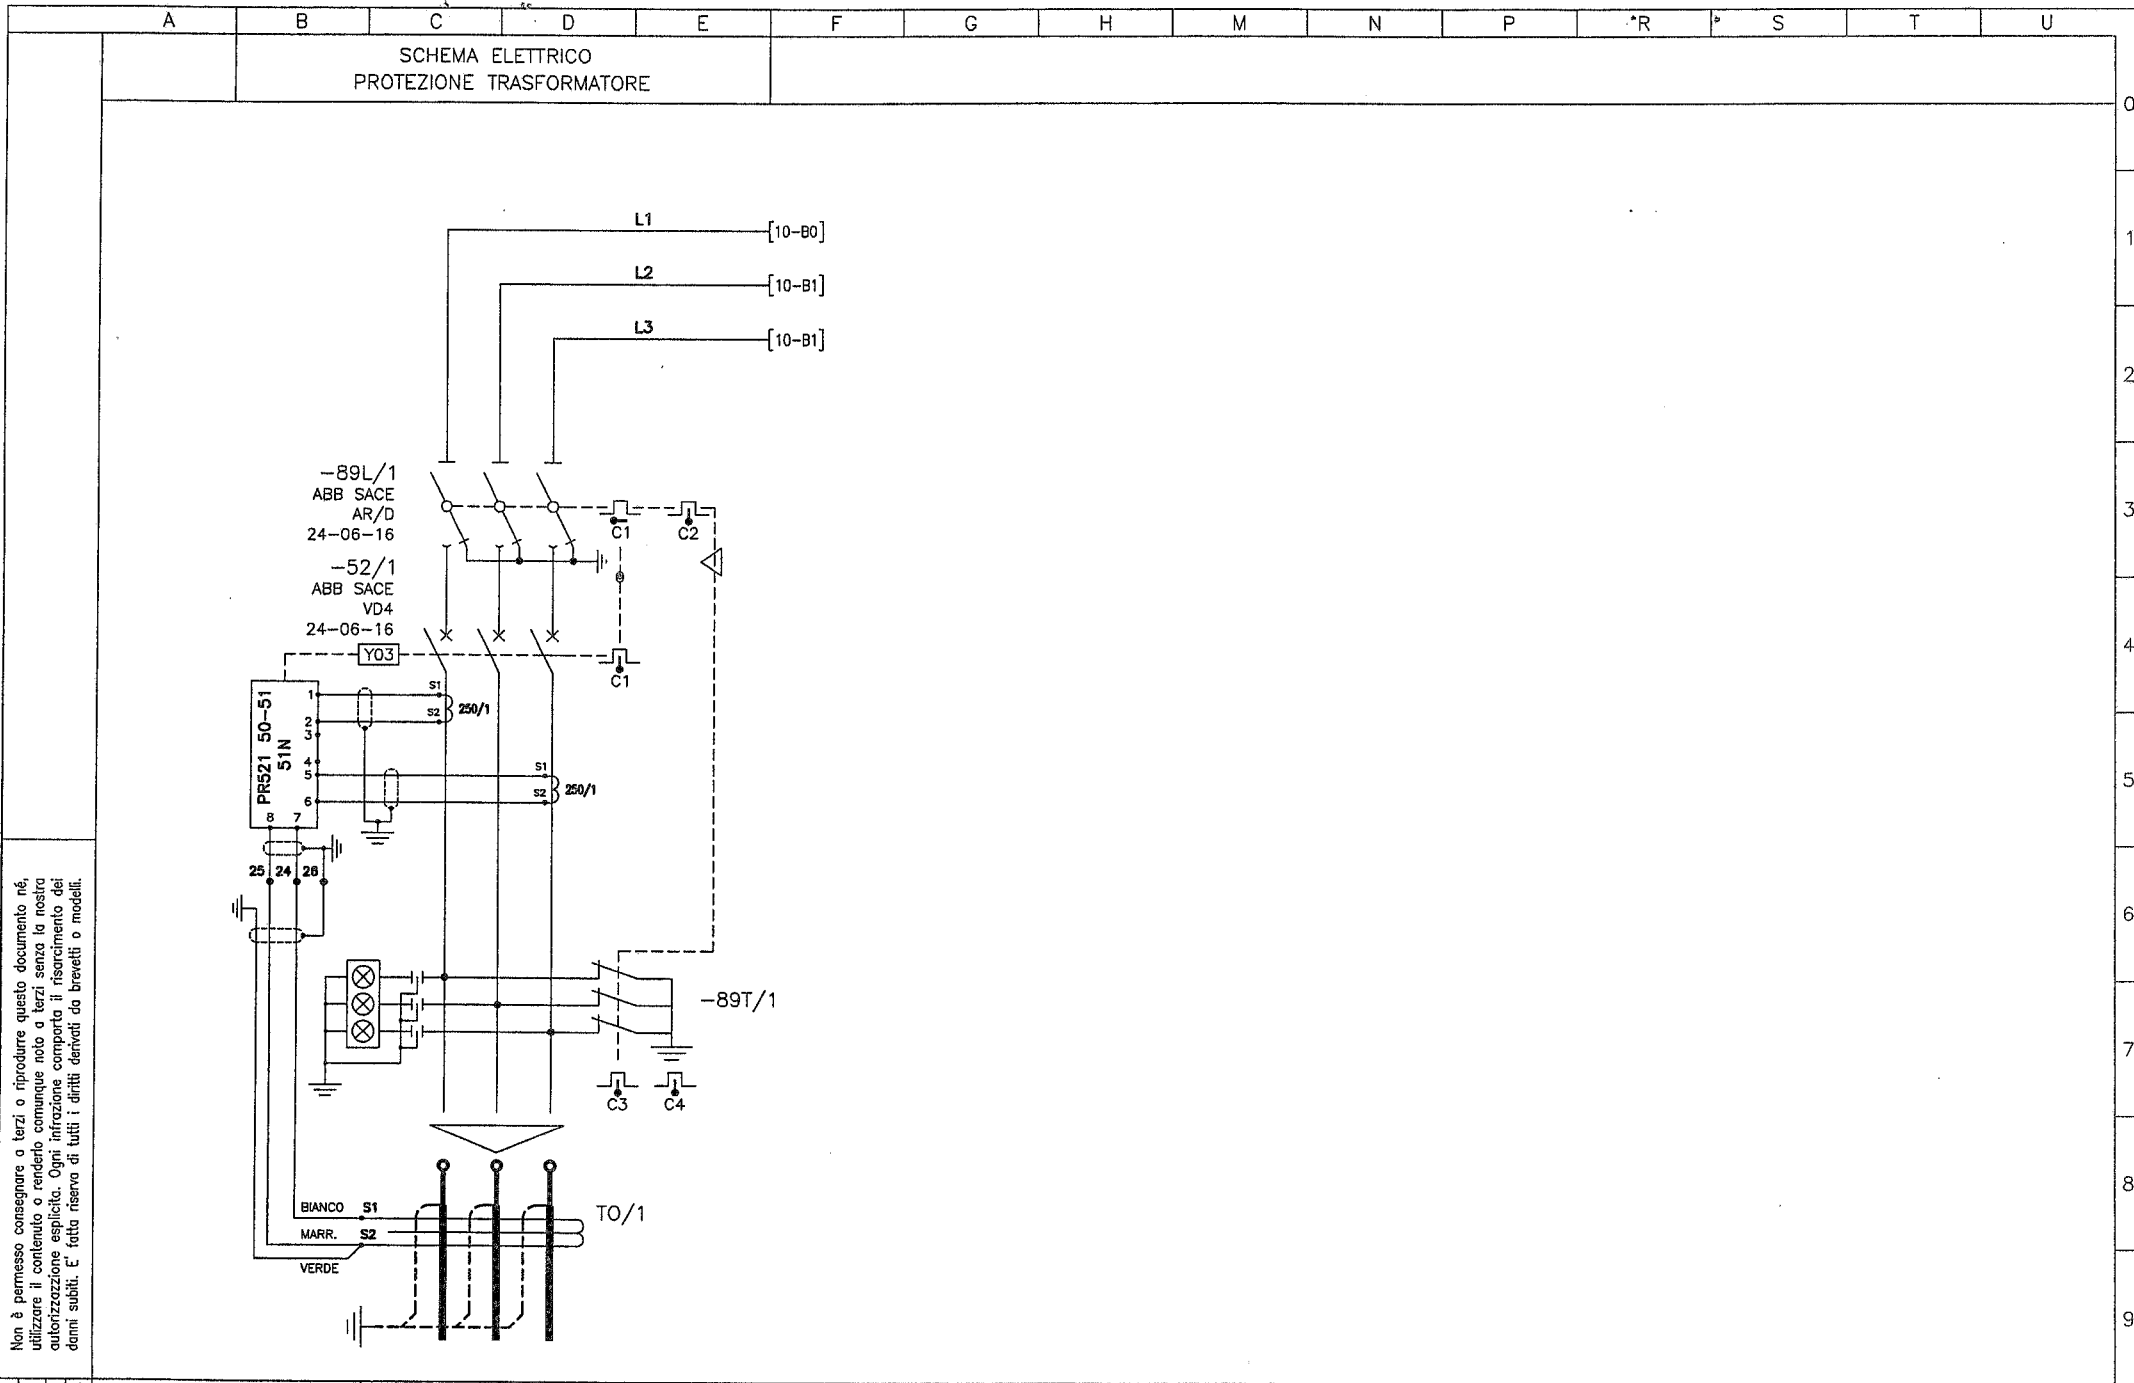 A B C D E F G H M N P R S T U
SCHEMA ELETTRICO
PROTEZIONE TRASFORMATORE
0
1
2
3
4
5
6
7
8
9
L1 [10-B0]
L2 [10-B1]
L3 [10-B1]
-89L/1
ABB SACE
AR/D
24-06-16
C1
C2
-52/1
ABB SACE
VD4
24-06-16
Y03
C1
PR521 50-51
51N
1
2
3
4
5
6
8 7
S1
S2
250/1
S1
S2
250/1
25 24 26
-89T/1
C3
C4
BIANCO S1
MARR. S2
VERDE
TO/1
Non è permesso consegnare a terzi o riprodurre questo documento né,
utilizzare il contenuto o renderlo comunque noto a terzi senza la nostra
autorizzazzione esplicita. Ogni infrazione comporta il risarcimento dei
danni subiti. E' fatta riserva di tutti i diritti derivati da brevetti o modelli.